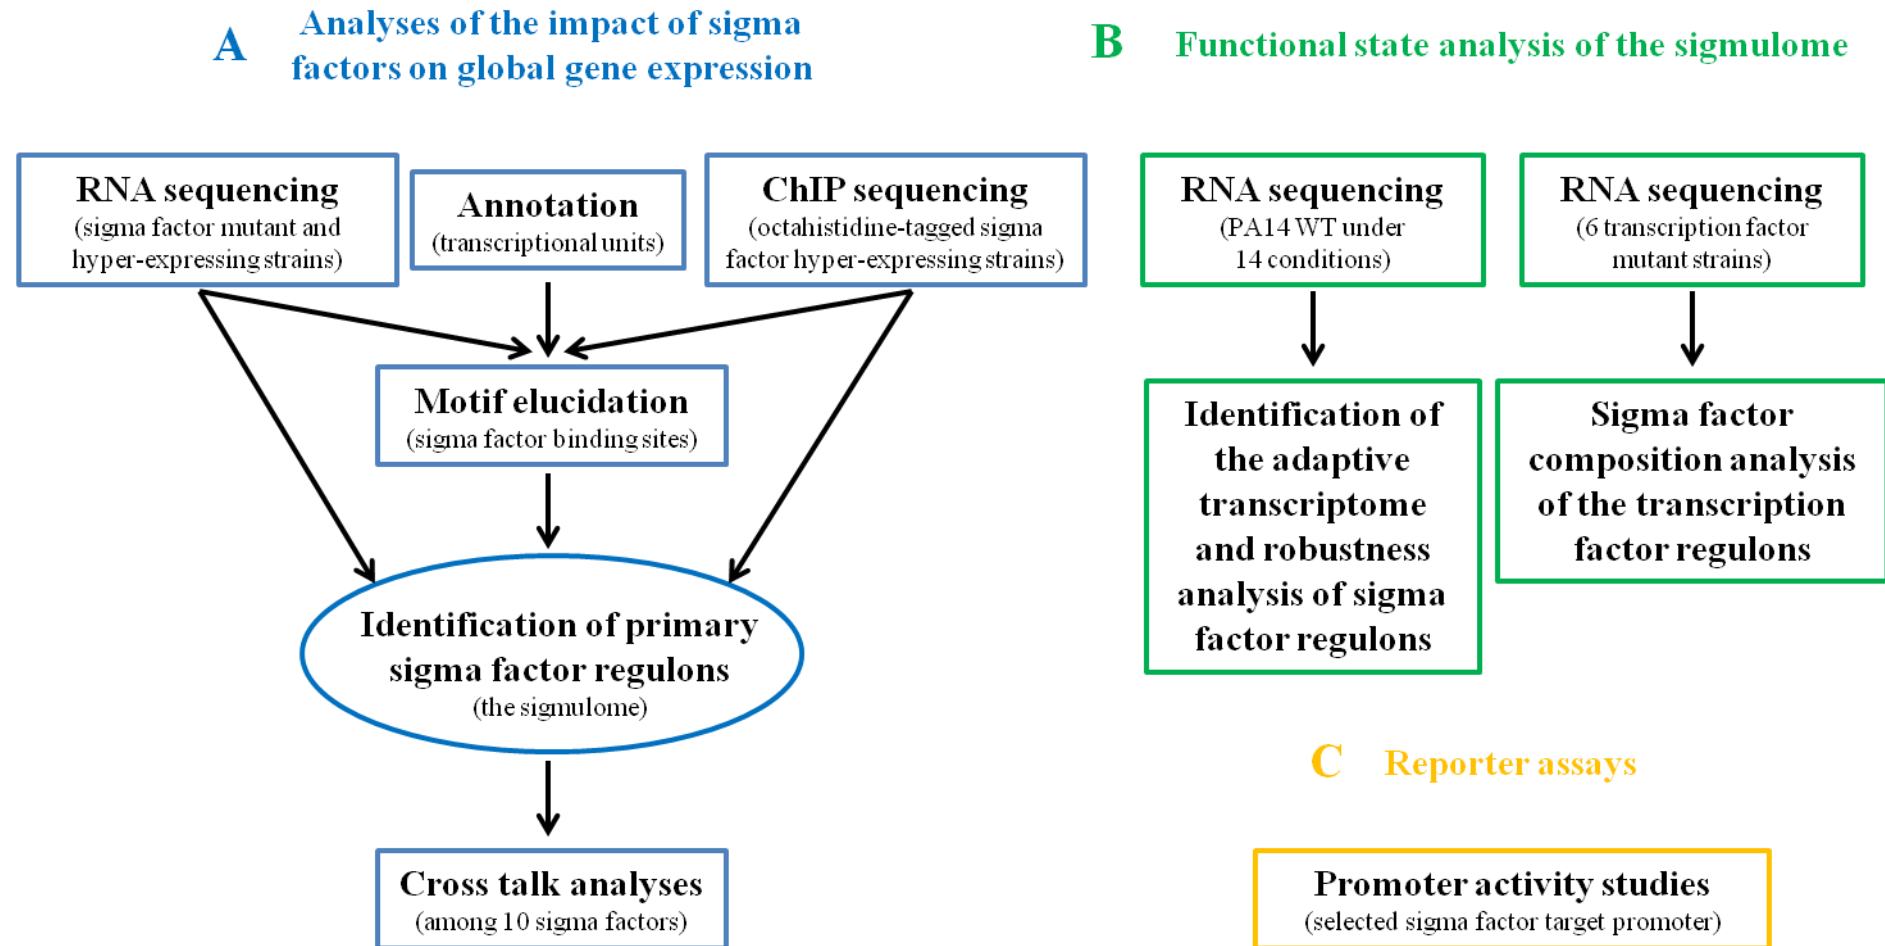 A
Analyses of the impact of sigma
factors on global gene expression
RNA sequencing
(sigma factor mutant and
hyper-expressing strains)
Annotation
(transcriptional units)
ChIP sequencing
(octahistidine-tagged sigma
factor hyper-expressing strains)
Motif elucidation
(sigma factor binding sites)
Identification of primary
sigma factor regulons
(the sigmulome)
Cross talk analyses
(among 10 sigma factors)
B
Functional state analysis of the sigmulome
RNA sequencing
(PA14 WT under
14 conditions)
RNA sequencing
(6 transcription factor
mutant strains)
Identification of
the adaptive
transcriptome
and robustness
analysis of sigma
factor regulons
Sigma factor
composition analysis
of the transcription
factor regulons
C
Reporter assays
Promoter activity studies
(selected sigma factor target promoter)